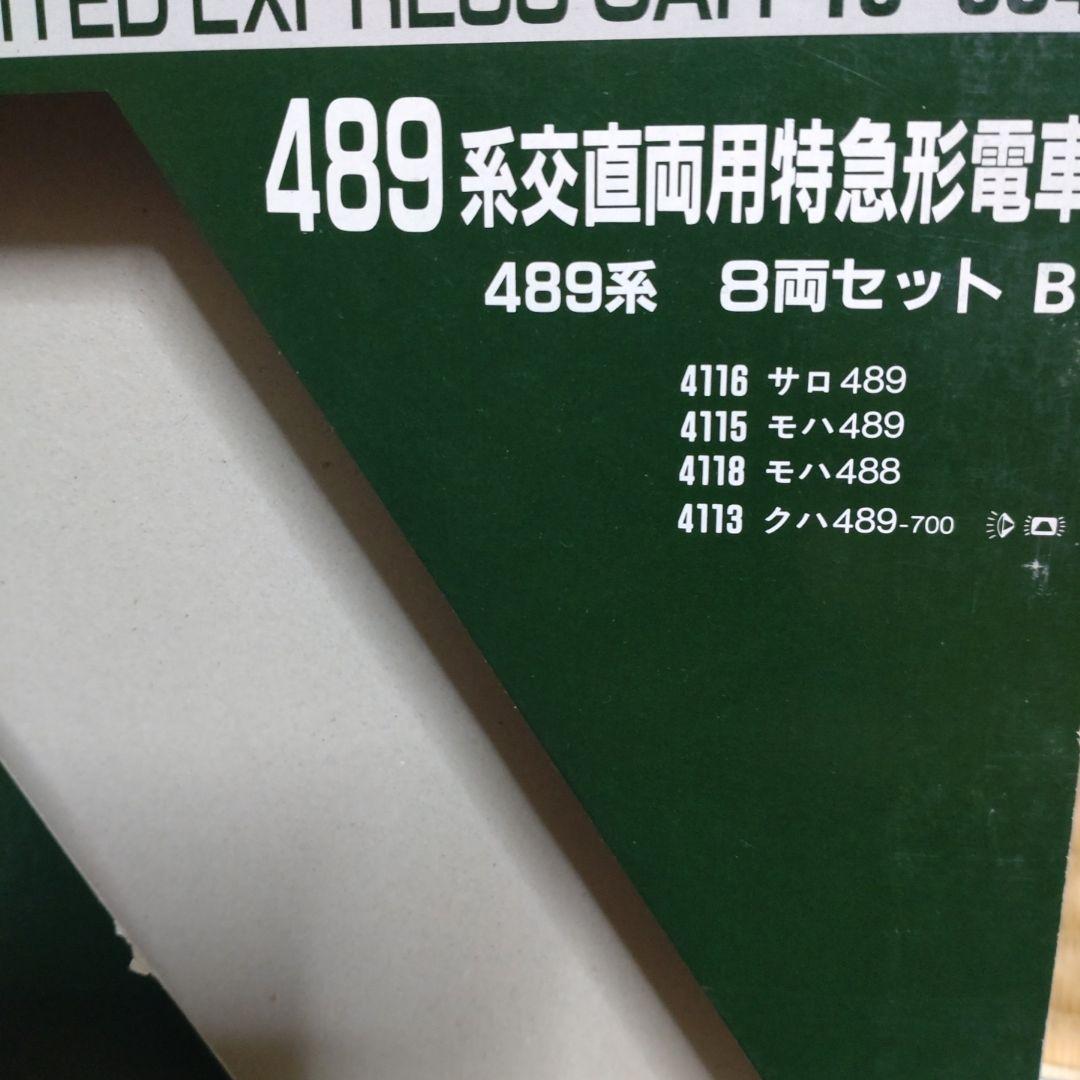 EXPRESS CAR
489系交直両用特急形電車
489系 8両セット B
4116 サロ489
4115 モハ489
4118 モハ488
4113 クハ489-700